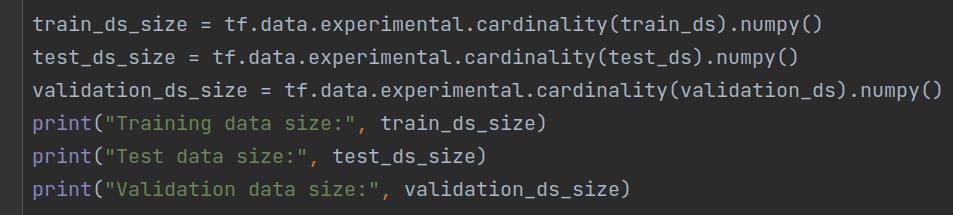 train_ds_size = tf.data.experimental.cardinality(train_ds).numpy()
test_ds_size = tf.data.experimental.cardinality(test_ds).numpy()
validation_ds_size = tf.data.experimental.cardinality(validation_ds).numpy()
print("Training data size:", train_ds_size)
print("Test data size:", test_ds_size)
print("Validation data size:", validation_ds_size)